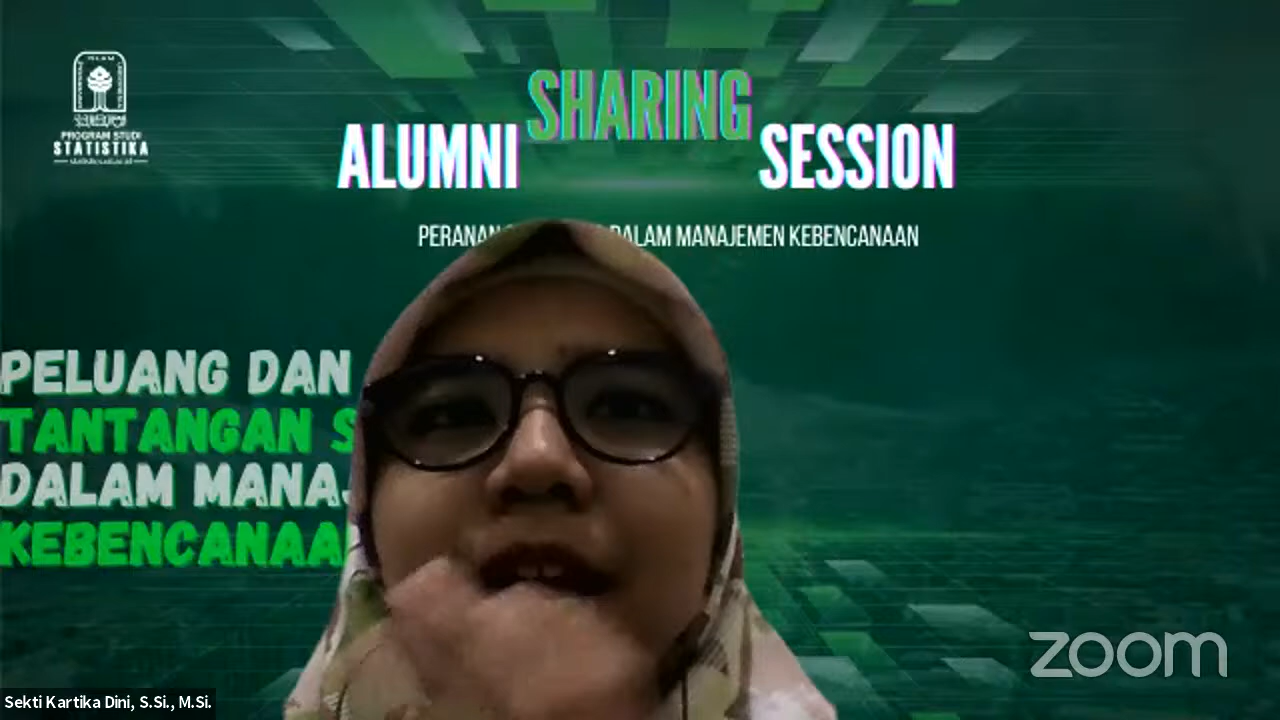 PROGRAM STUDI
STATISTIKA
SHARING
ALUMNI SESSION
PERANAN DALAM MANAJEMEN KEBENCANAAN
PELUANG DAN
TANTANGAN S
DALAM MANAJ
KEBENCANAA
zoom
Sekti Kartika Dini, S.Si., M.Si.